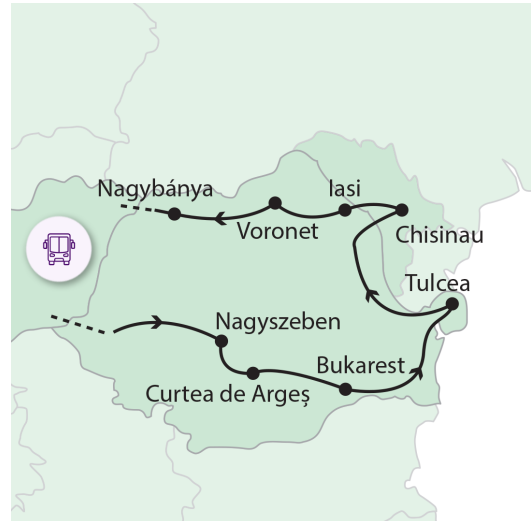 Nagybánya
Iasi
Voronet
Chisinau
Tulcea
Nagyszeben
Bukarest
Curtea de Argeș